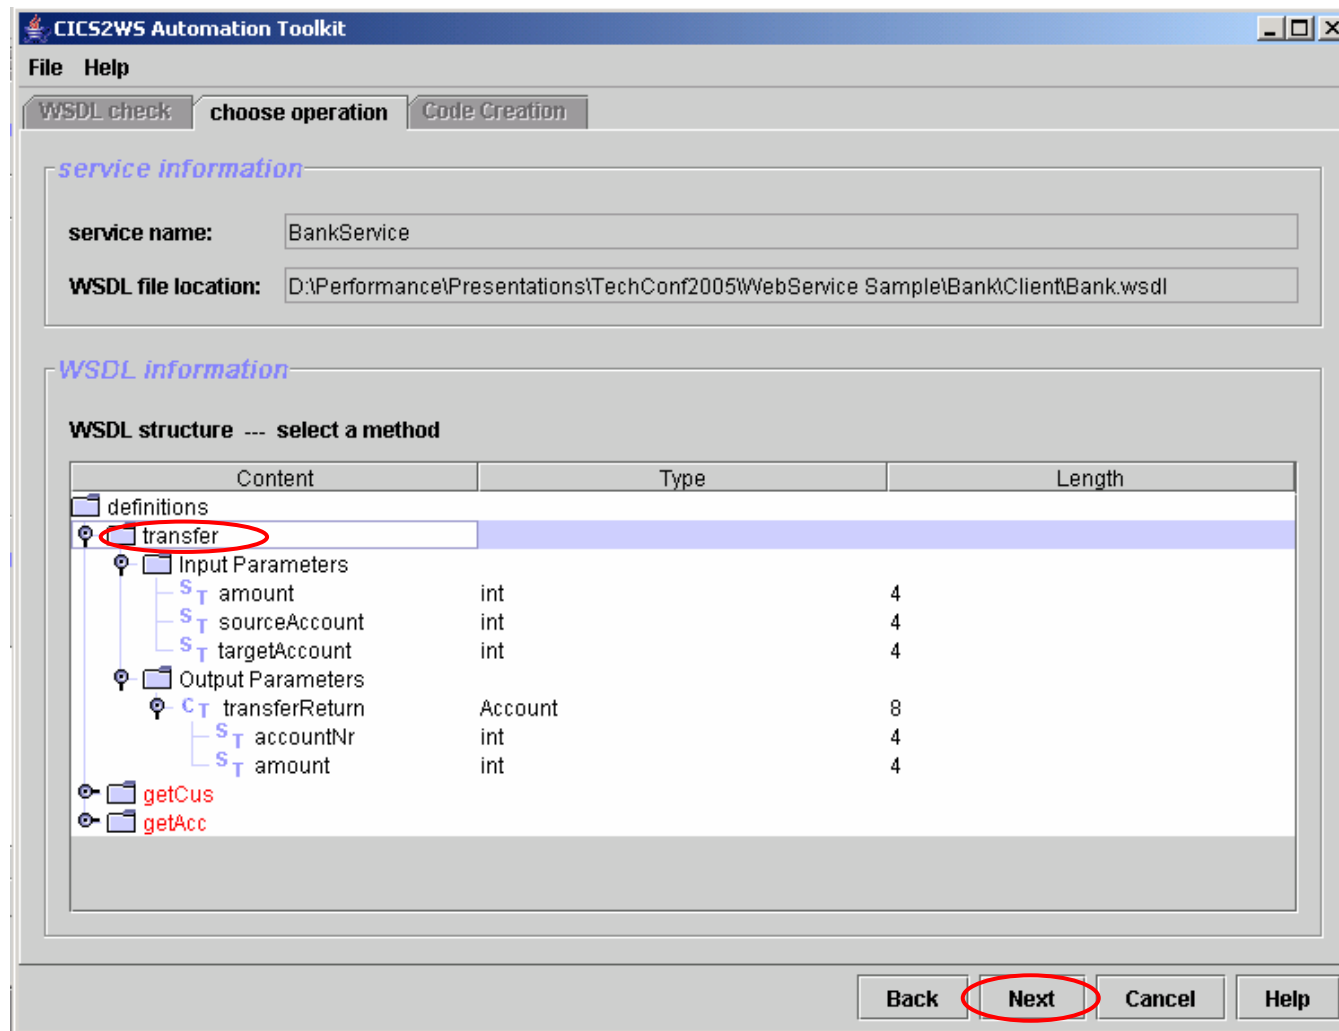 CICS2WS Automation Toolkit
File Help
WSDL check choose operation Code Creation
service information
service name: BankService
WSDL file location: D:\Performance\Presentations\TechConf2005\WebService Sample\Bank\Client\Bank.wsdl
WSDL information
WSDL structure --- select a method
Content Type Length
definitions
transfer
Input Parameters
S T amount int 4
S T sourceAccount int 4
S T targetAccount int 4
Output Parameters
C T transferReturn Account 8
S T accountNr int 4
S T amount int 4
getCus
getAcc
Back Next Cancel Help